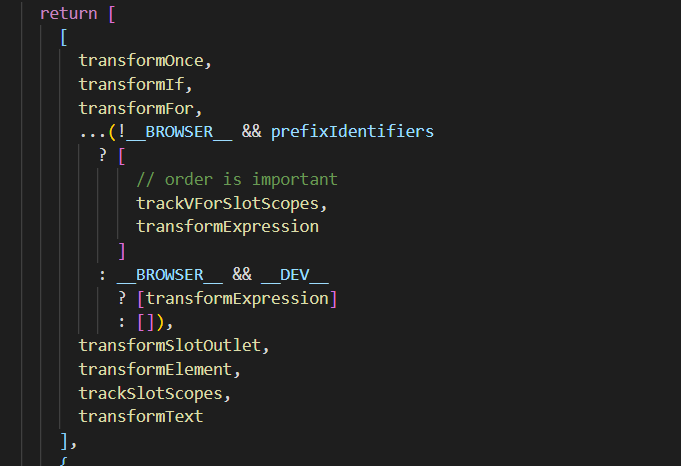 return [
[
transformOnce,
transformIf,
transformFor,
...(!__BROWSER__ && prefixIdentifiers
? [
// order is important
trackVForSlotScopes,
transformExpression
]
: __BROWSER__ && __DEV__
? [transformExpression]
: []),
transformSlotOutlet,
transformElement,
trackSlotScopes,
transformText
],
{